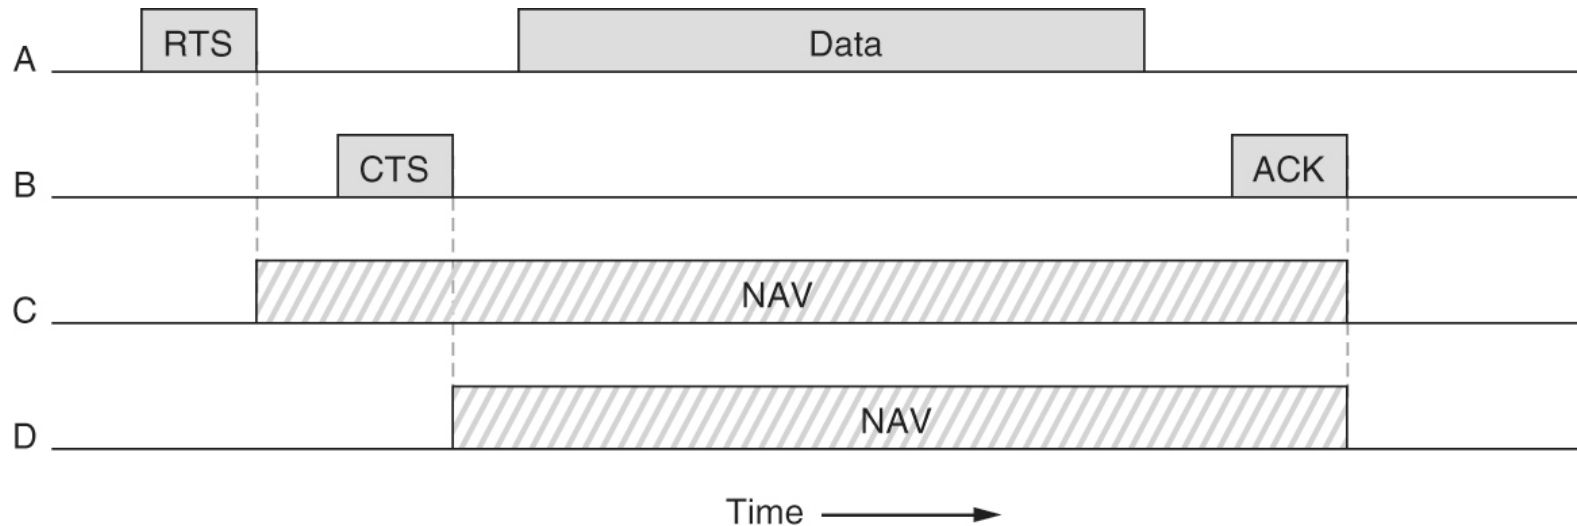 A RTS Data
B CTS ACK
C NAV
D NAV
Time